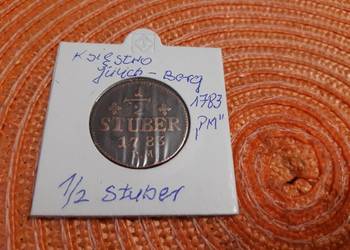 Księstwo
Jülich - Berg
1783
"PM"
1/2
STUBER
1783
P M
1/2 Stuber